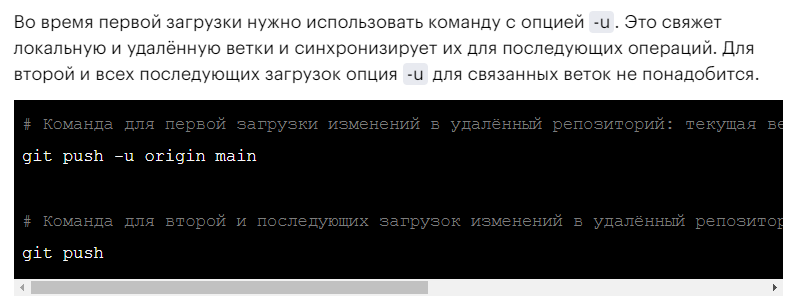 Во время первой загрузки нужно использовать команду с опцией -u. Это свяжет
локальную и удалённую ветки и синхронизирует их для последующих операций. Для
второй и всех последующих загрузок опция -u для связанных веток не понадобится.
# Команда для первой загрузки изменений в удалённый репозиторий: текущая
git push -u origin main
# Команда для второй и последующих загрузок изменений в удалённый
git push